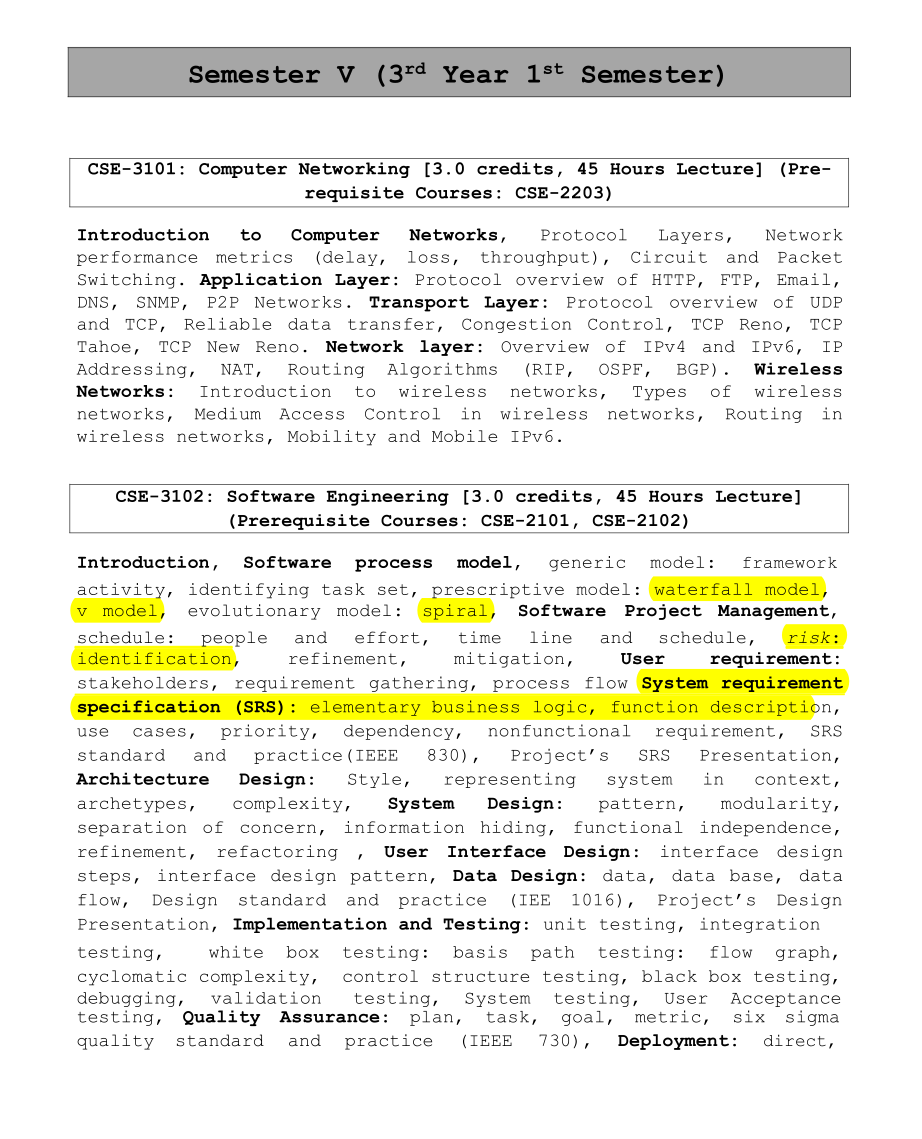 Semester V (3rd Year 1st Semester)
CSE-3101: Computer Networking [3.0 credits, 45 Hours Lecture] (Pre-
requisite Courses: CSE-2203)
Introduction to Computer Networks, Protocol Layers, Network
performance metrics (delay, loss, throughput), Circuit and Packet
Switching. Application Layer: Protocol overview of HTTP, FTP, Email,
DNS, SNMP, P2P Networks. Transport Layer: Protocol overview of UDP
and TCP, Reliable data transfer, Congestion Control, TCP Reno, TCP
Tahoe, TCP New Reno. Network layer: Overview of IPv4 and IPv6, IP
Addressing, NAT, Routing Algorithms (RIP, OSPF, BGP). Wireless
Networks: Introduction to wireless networks, Types of wireless
networks, Medium Access Control in wireless networks, Routing in
wireless networks, Mobility and Mobile IPv6.
CSE-3102: Software Engineering [3.0 credits, 45 Hours Lecture]
(Prerequisite Courses: CSE-2101, CSE-2102)
Introduction, Software process model, generic model: framework
activity, identifying task set, prescriptive model: waterfall model,
v model, evolutionary model: spiral, Software Project Management,
schedule: people and effort, time line and schedule, risk:
identification, refinement, mitigation, User requirement:
stakeholders, requirement gathering, process flow System requirement
specification (SRS): elementary business logic, function description,
use cases, priority, dependency, nonfunctional requirement, SRS
standard and practice(IEEE 830), Project’s SRS Presentation,
Architecture Design: Style, representing system in context,
archetypes, complexity, System Design: pattern, modularity,
separation of concern, information hiding, functional independence,
refinement, refactoring , User Interface Design: interface design
steps, interface design pattern, Data Design: data, data base, data
flow, Design standard and practice (IEE 1016), Project’s Design
Presentation, Implementation and Testing: unit testing, integration
testing, white box testing: basis path testing: flow graph,
cyclomatic complexity, control structure testing, black box testing,
debugging, validation testing, System testing, User Acceptance
testing, Quality Assurance: plan, task, goal, metric, six sigma
quality standard and practice (IEEE 730), Deployment: direct,